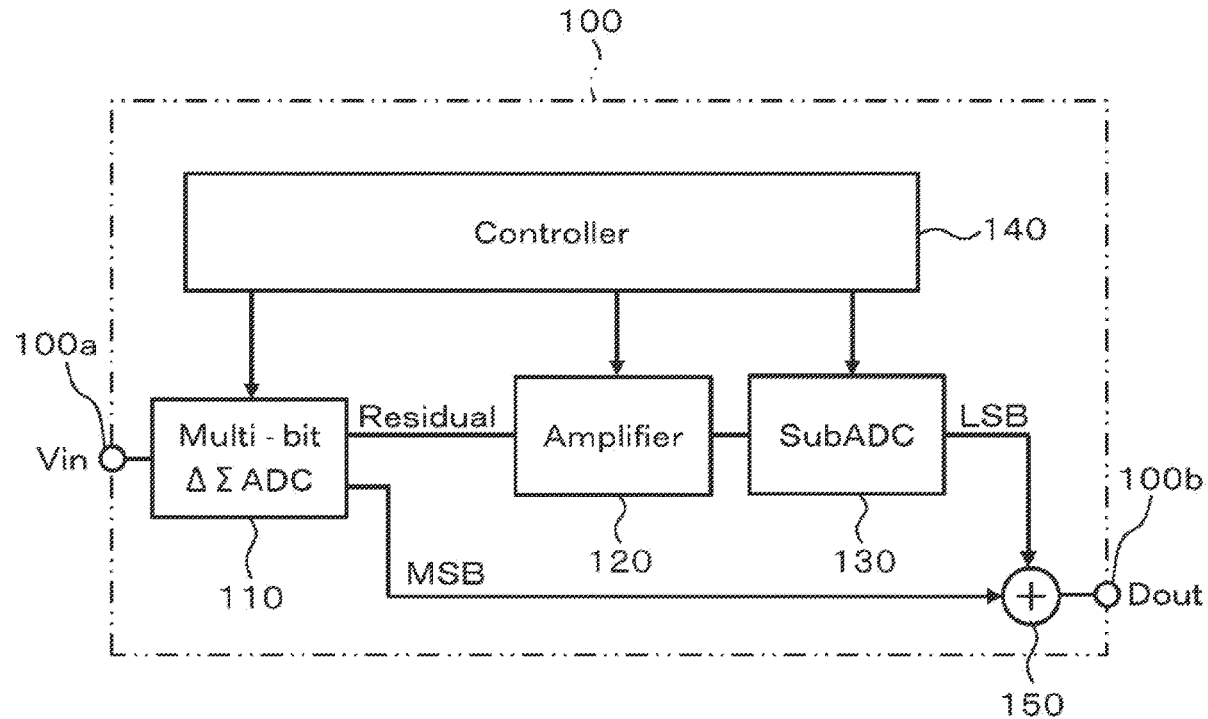 100
Controller
140
100a
Vin
Multi-bit
ΔΣ ADC
110
Residual
MSB
Amplifier
120
SubADC
130
LSB
100b
Dout
150